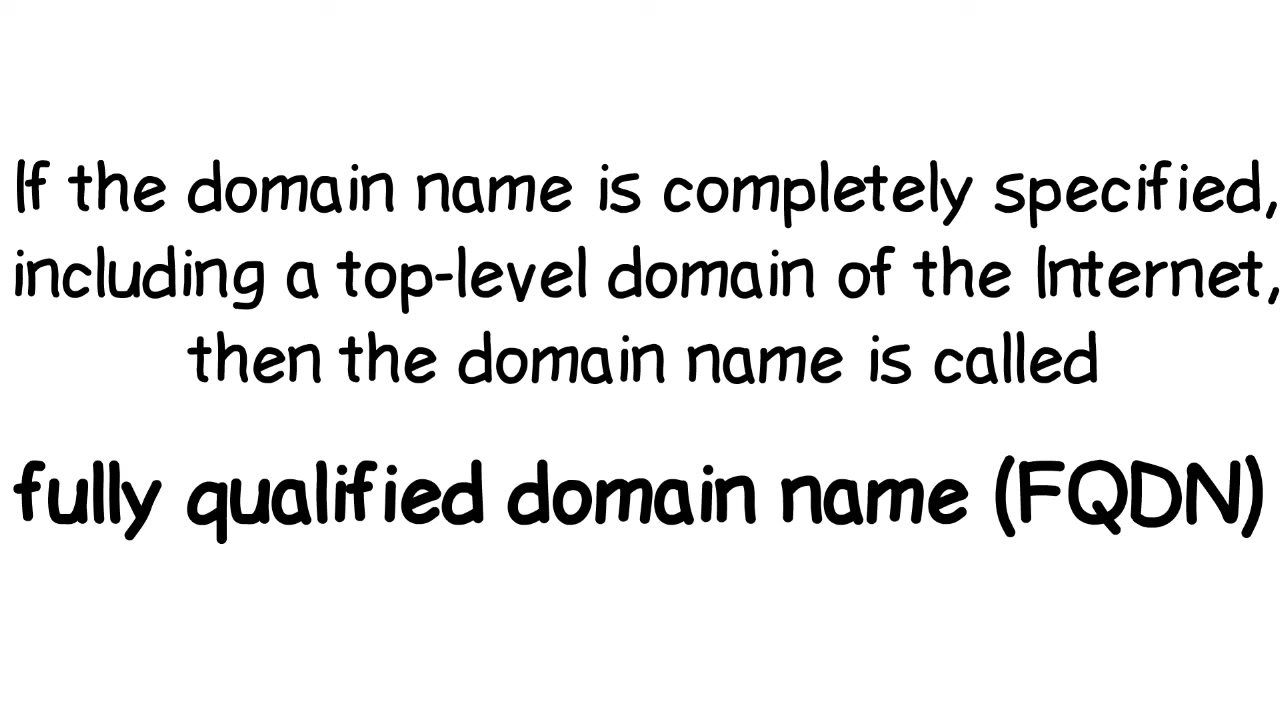 If the domain name is completely specified,
including a top-level domain of the Internet,
then the domain name is called
fully qualified domain name (FQDN)